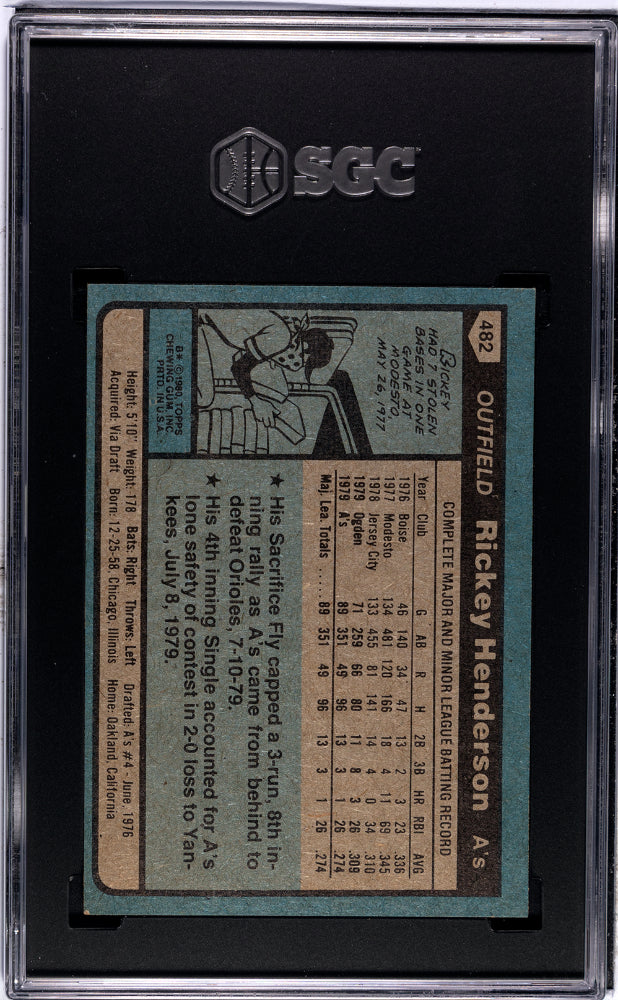 SGC
482
OUTFIELD Rickey Henderson A's
RICKEY
HAD 7 STOLEN
BASES IN ONE
GAME AT
MODESTO,
MAY 26, 1977
B* © 1980, TOPPS
CHEWING GUM, INC.
PRTD. IN U.S.A.
COMPLETE MAJOR AND MINOR LEAGUE BATTING RECORD
Year Club G AB R H 2B 3B HR RBI AVG
1976 Boise 46 140 34 47 13 2 3 23 .336
1977 Modesto 134 481 120 166 18 4 11 69 .345
1978 Jersey City 133 455 81 141 14 4 0 34 .310
1979 Ogden 71 259 66 80 11 8 3 26 .309
1979 A's 89 351 49 96 13 3 1 26 .274
Maj. Lea. Totals ..... 89 351 49 96 13 3 1 26 .274
★ His Sacrifice Fly capped a 3-run, 8th in-
ning rally as A's came from behind to
defeat Orioles, 7-10-79.
★ His 4th inning Single accounted for A's
lone safety of contest in 2-0 loss to Yan-
kees, July 8, 1979.
Height: 5'10" Weight: 178 Bats: Right Throws: Left Drafted: A's #4 - June, 1976
Acquired: Via Draft Born: 12-25-58, Chicago, Illinois Home: Oakland, California